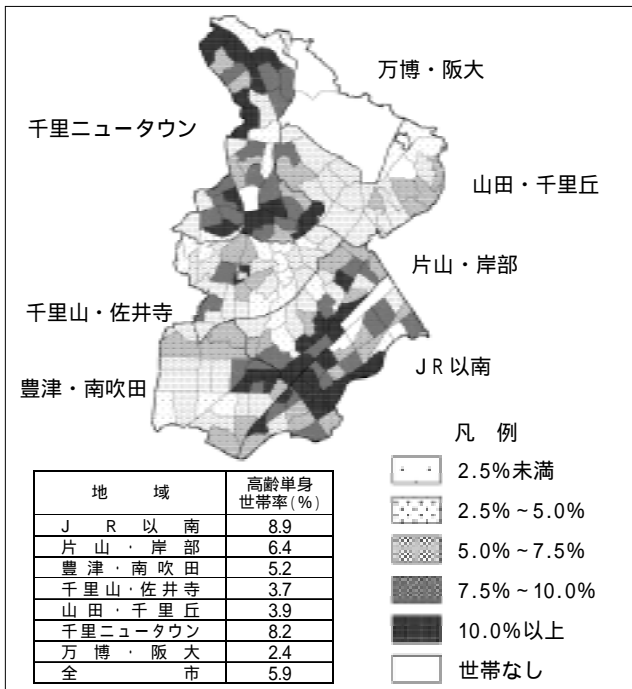 万博・阪大
千里ニュータウン
山田・千里丘
片山・岸部
千里山・佐井寺
JR以南
豊津・南吹田
凡 例
2.5%未満
2.5%~5.0%
5.0%~7.5%
7.5%~10.0%
10.0%以上
世帯なし
地 域 高齢単身世帯率(%)
J R 以 南 8.9
片 山 ・ 岸 部 6.4
豊 津 ・ 南 吹 田 5.2
千 里 山 ・ 佐 井 寺 3.7
山 田 ・ 千 里 丘 3.9
千里ニュータウン 8.2
万 博 ・ 阪 大 2.4
全 市 5.9